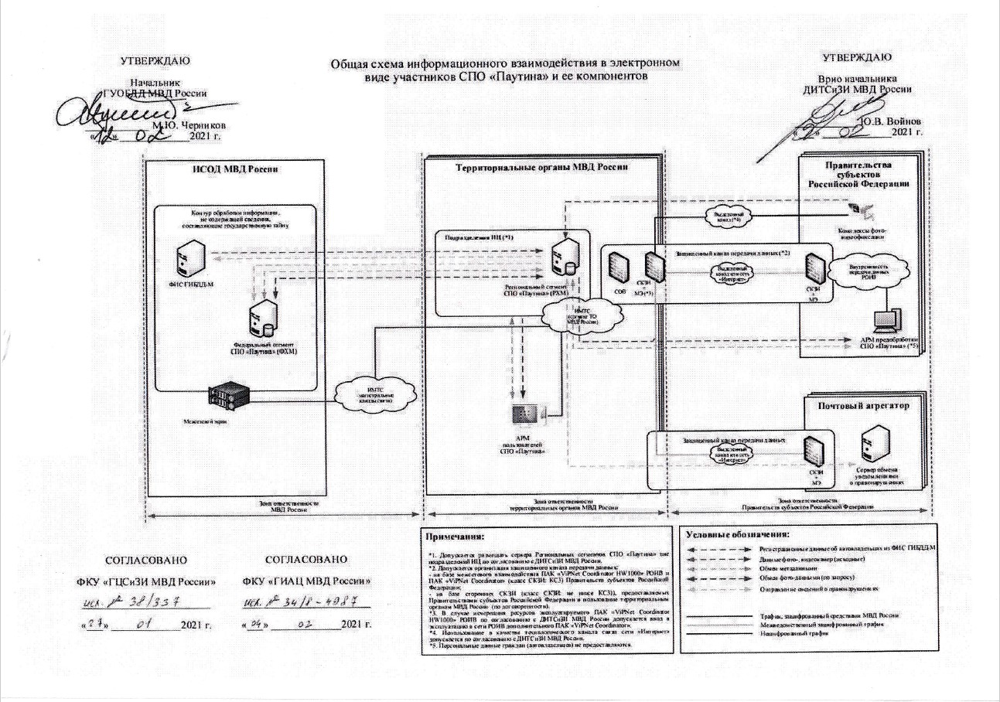 УТВЕРЖДАЮ
Начальник
ГУОБДД МВД России
М.Ю. Черников
«12» 02 2021 г.
Общая схема информационного взаимодействия в электронном
виде участников СПО «Паутина» и ее компонентов
УТВЕРЖДАЮ
Врио начальника
ДИТСиЗИ МВД России
Ю.В. Войнов
02 2021 г.
ИСОД МВД России
Контур обработки информации,
не содержащей сведения,
составляющие государственную тайну
ФИС ГИБДД-М
Федеральный сегмент
СПО «Паутина» (ФХМ)
Межсетевой экран
ИМТС
(магистральные
каналы связи)
Территориальные органы МВД России
Подразделения ИЦ (*1)
Региональный сегмент
СПО «Паутина» (РХМ)
ИМТС
(сегмент ТО
МВД России)
АРМ
пользователей
СПО «Паутина»
СОВ
СКЗИ
+
МЭ(*3)
Выделенный
канал (*4)
Защищенный канал передачи данных (*2)
Выделенный
канал или сеть
«Интернет»
СКЗИ
+
МЭ
Правительства
субъектов
Российской Федерации
Комплексы фото-
видеофиксации
Внутренняя сеть
передачи данных
РОИВ
АРМ предобработки
СПО «Паутина» (*5)
Почтовый агрегатор
Защищенный канал передачи данных
Выделенный
канал или сеть
«Интернет»
СКЗИ
+
МЭ
Сервер обмена
уведомлениями
о правонарушениях
Зона ответственности
МВД России
Зона ответственности
территориальных органов МВД России
Зона ответственности
Правительств субъектов Российской Федерации
СОГЛАСОВАНО
ФКУ «ГЦСиЗИ МВД России»
исх. № 38/337
«27» 01 2021 г.
СОГЛАСОВАНО
ФКУ «ГИАЦ МВД России»
исх. № 34/8-4987
«04» 02 2021 г.
Примечания:
*1. Допускается размещать сервера Региональных сегментов СПО «Паутина» вне
подразделений ИЦ по согласованию с ДИТСиЗИ МВД России.
*2. Допускается организация защищенного канала передачи данных:
- на базе межсетевого взаимодействия ПАК «ViPNet Coordinator HW1000» РОИВ и
ПАК «ViPNet Coordinator» (класс СКЗИ: КС3) Правительств субъектов Российской
Федерации;
- на базе сторонних СКЗИ (класс СКЗИ: не ниже КС3), предоставляемых
Правительствами субъектов Российской Федерации в пользование территориальным
органам МВД России (по договоренности).
*3. В случае исчерпания ресурсов эксплуатируемого ПАК «ViPNet Coordinator
HW1000» РОИВ по согласованию с ДИТСиЗИ МВД России допускается ввод в
эксплуатацию в сети РОИВ дополнительного ПАК «ViPNet Coordinator».
*4. Использование в качестве технологического канала связи сети «Интернет»
допускается по согласованию с ДИТСиЗИ МВД России.
*5. Персональные данные граждан (автовладельцев) не предоставляются.
Условные обозначения:
Регистрационные данные об автовладельцах из ФИС ГИБДД-М
Данные фото-, видеокамер (исходные)
Обмен метаданными
Обмен фото-данными (по запросу)
Отправление сведений о правонарушениях
Трафик, зашифрованный средствами МВД России
Межведомственный зашифрованный трафик
Нешифрованный трафик